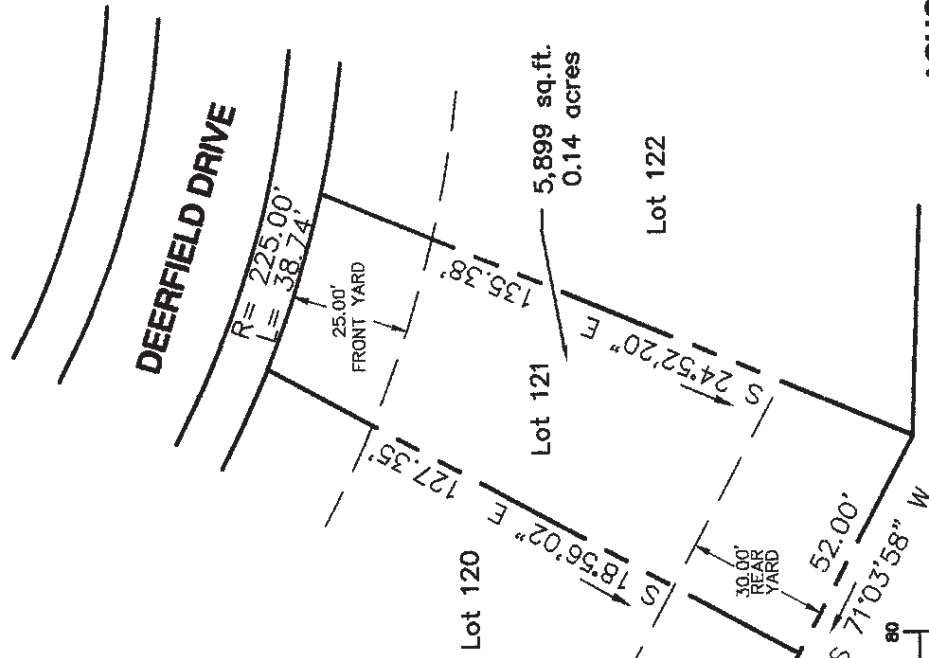 DEERFIELD DRIVE
R= 225.00'
L= 38.74'
25.00'
FRONT YARD
5,899 sq.ft.
0.14 acres
Lot 122
135.38'
S 24°52'20" E
Lot 121
127.35'
S 18°56'02" E
Lot 120
30.00'
REAR
YARD
52.00'
S 71°03'58" W
80